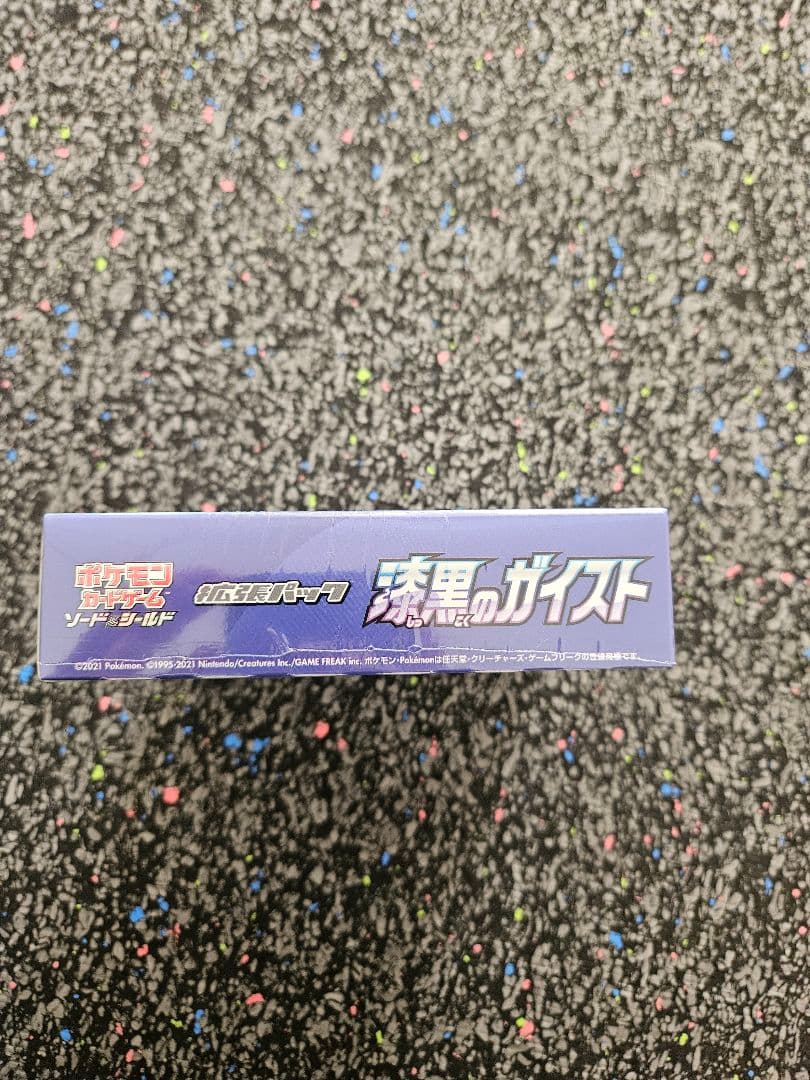 ポケモン
カードゲーム
ソード&シールド
拡張パック
漆黒のガイスト
しっ こく
©2021 Pokémon. ©1995-2021 Nintendo/Creatures Inc./GAME FREAK inc. ポケモン・Pokémonは任天堂・クリーチャーズ・ゲームフリークの登録商標です。